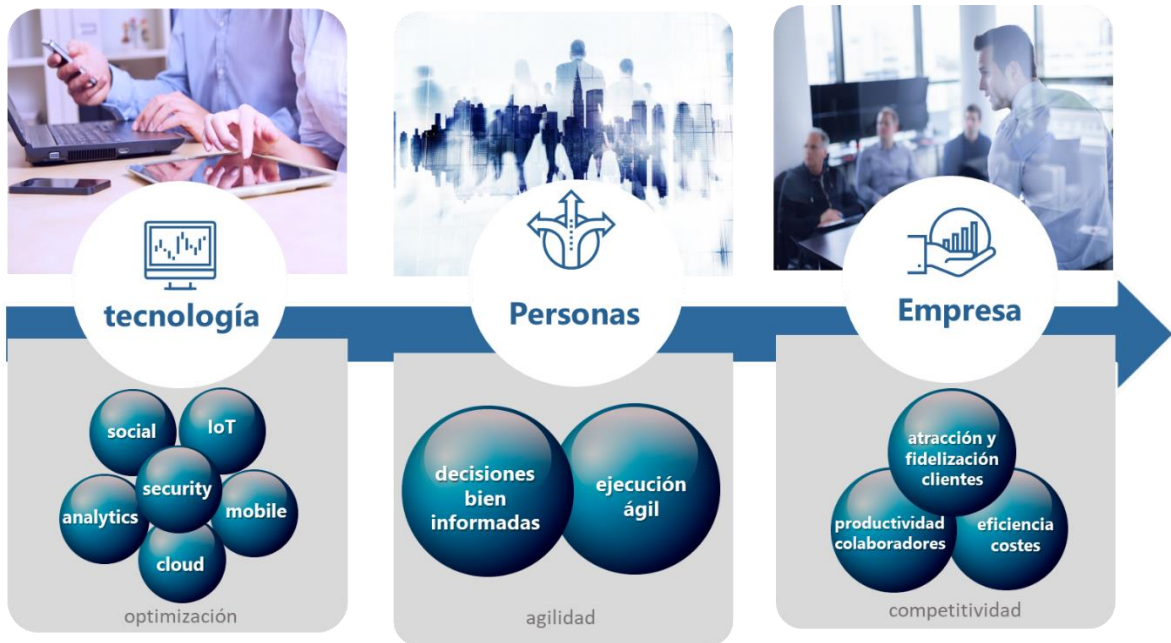 tecnología
Personas
Empresa
social
IoT
security
analytics
mobile
cloud
optimización
decisiones
bien
informadas
ejecución
ágil
agilidad
atracción y
fidelización
clientes
productividad
colaboradores
eficiencia
costes
competitividad